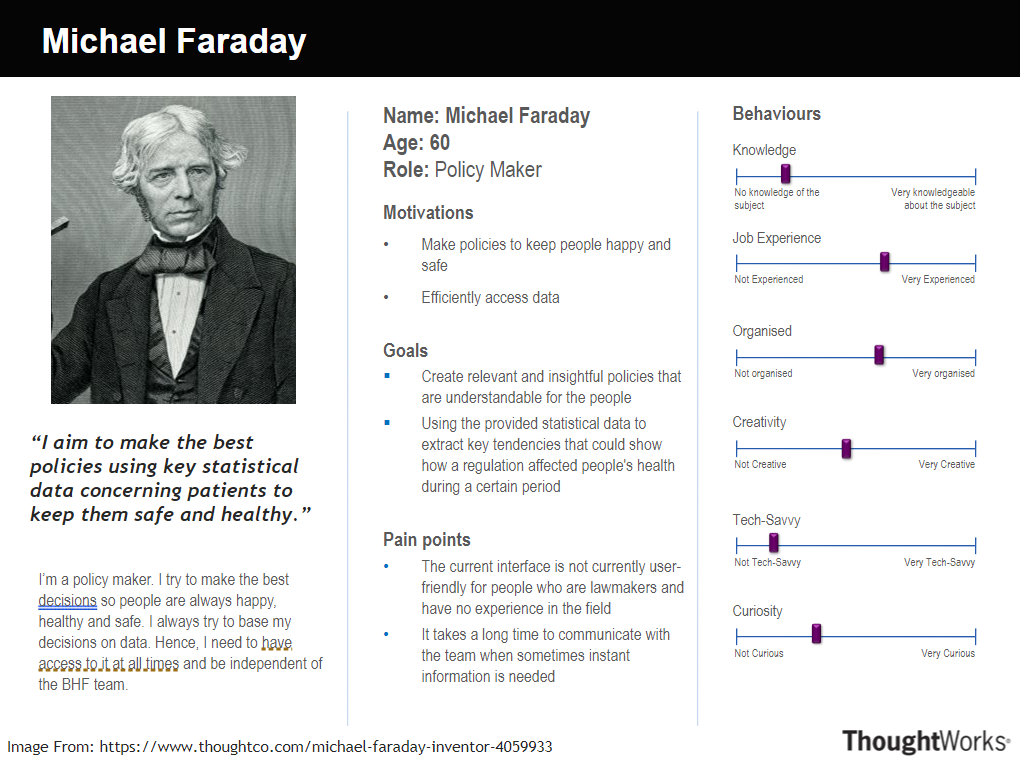 Michael Faraday
“I aim to make the best
policies using key statistical
data concerning patients to
keep them safe and healthy.”
I’m a policy maker. I try to make the best
decisions so people are always happy,
healthy and safe. I always try to base my
decisions on data. Hence, I need to have
access to it at all times and be independent of
the BHF team.
Name: Michael Faraday
Age: 60
Role: Policy Maker
Motivations
• Make policies to keep people happy and
safe
• Efficiently access data
Goals
▪ Create relevant and insightful policies that
are understandable for the people
▪ Using the provided statistical data to
extract key tendencies that could show
how a regulation affected people's health
during a certain period
Pain points
• The current interface is not currently user-
friendly for people who are lawmakers and
have no experience in the field
• It takes a long time to communicate with
the team when sometimes instant
information is needed
Behaviours
Knowledge
No knowledge of the
subject
Very knowledgeable
about the subject
Job Experience
Not Experienced
Very Experienced
Organised
Not organised
Very organised
Creativity
Not Creative
Very Creative
Tech-Savvy
Not Tech-Savvy
Very Tech-Savvy
Curiosity
Not Curious
Very Curious
Image From: https://www.thoughtco.com/michael-faraday-inventor-4059933
ThoughtWorks®